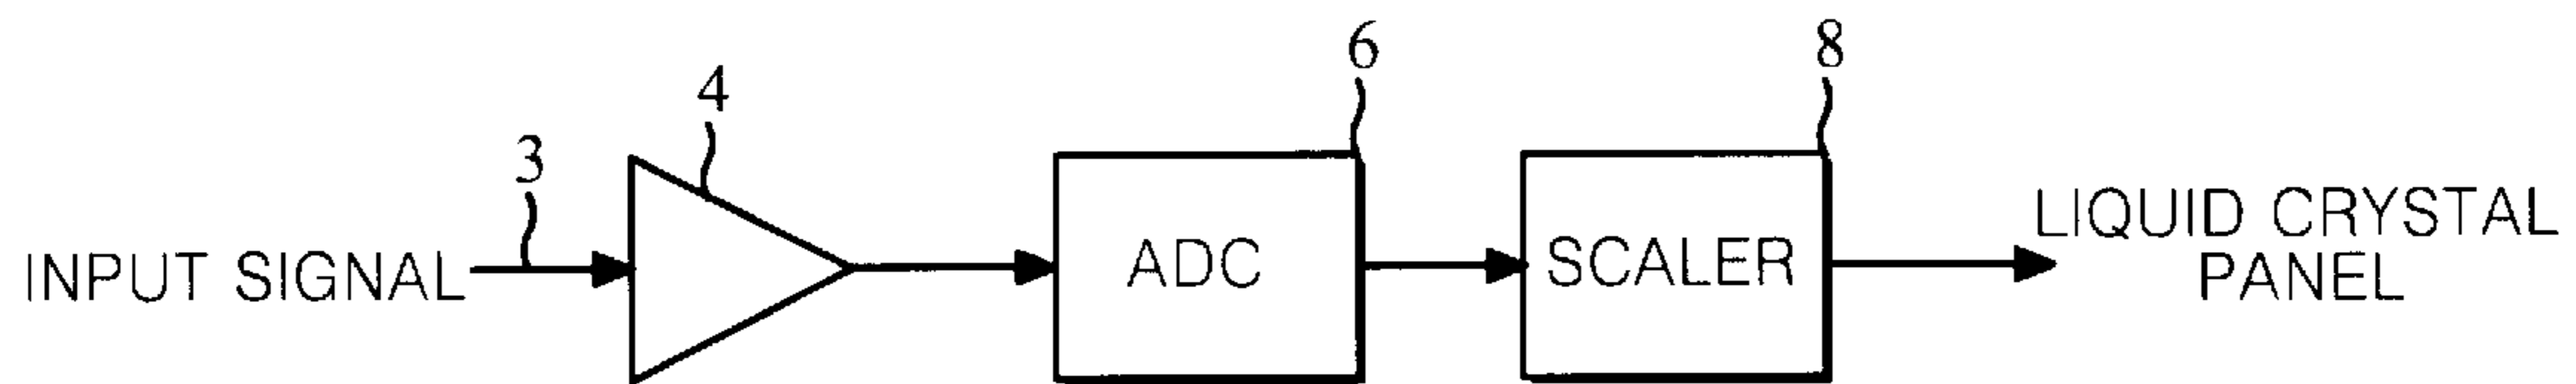 3
4
6
8
INPUT SIGNAL
ADC
SCALER
LIQUID CRYSTAL
PANEL